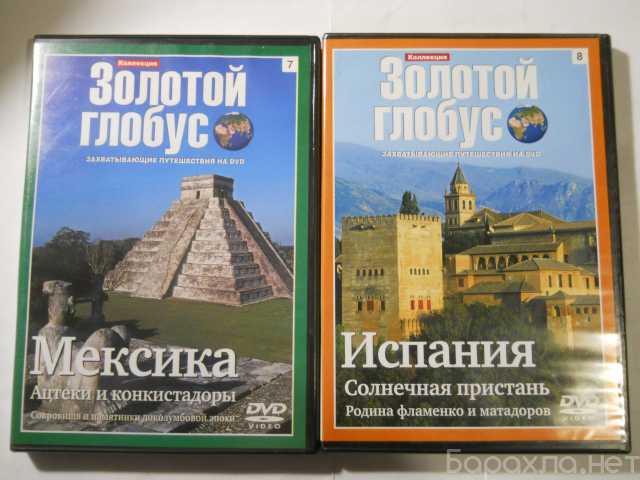 Коллекция
7
Золотой
глобус
ЗАХВАТЫВАЮЩИЕ ПУТЕШЕСТВИЯ НА DVD
Мексика
Ацтеки и конкистадоры
Сокровища и памятники доколумбовой эпохи
DVD
VIDEO
Коллекция
8
Золотой
глобус
ЗАХВАТЫВАЮЩИЕ ПУТЕШЕСТВИЯ НА DVD
Испания
Солнечная пристань
Родина фламенко и матадоров
DVD
VIDEO
Барахла.нет